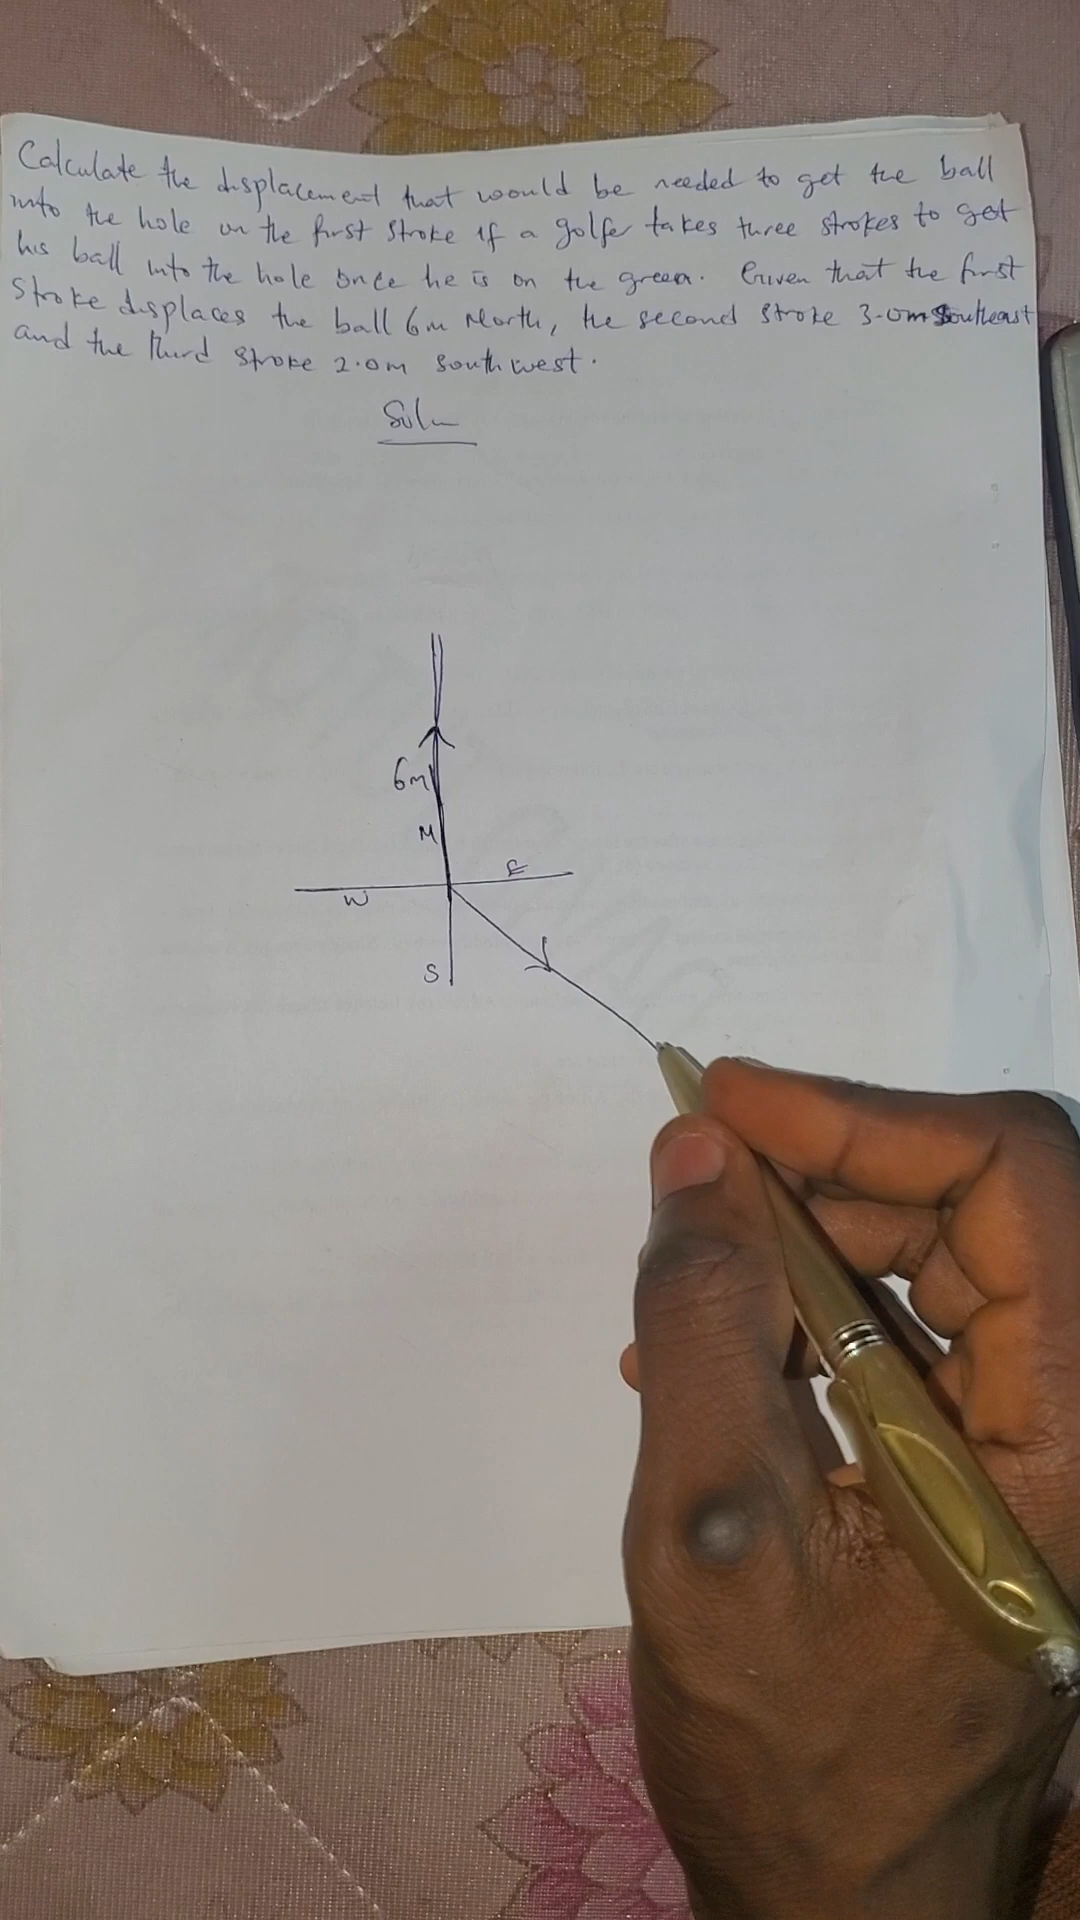 Calculate the displacement that would be needed to get the ball
into the hole on the first stroke if a golfer takes three strokes to get
his ball into the hole once he is on the green. Given that the first
stroke displaces the ball 6m North, the second stroke 3.0m Southeast
and the third stroke 2.0m southwest.
Soln
6m
N
E
W
S